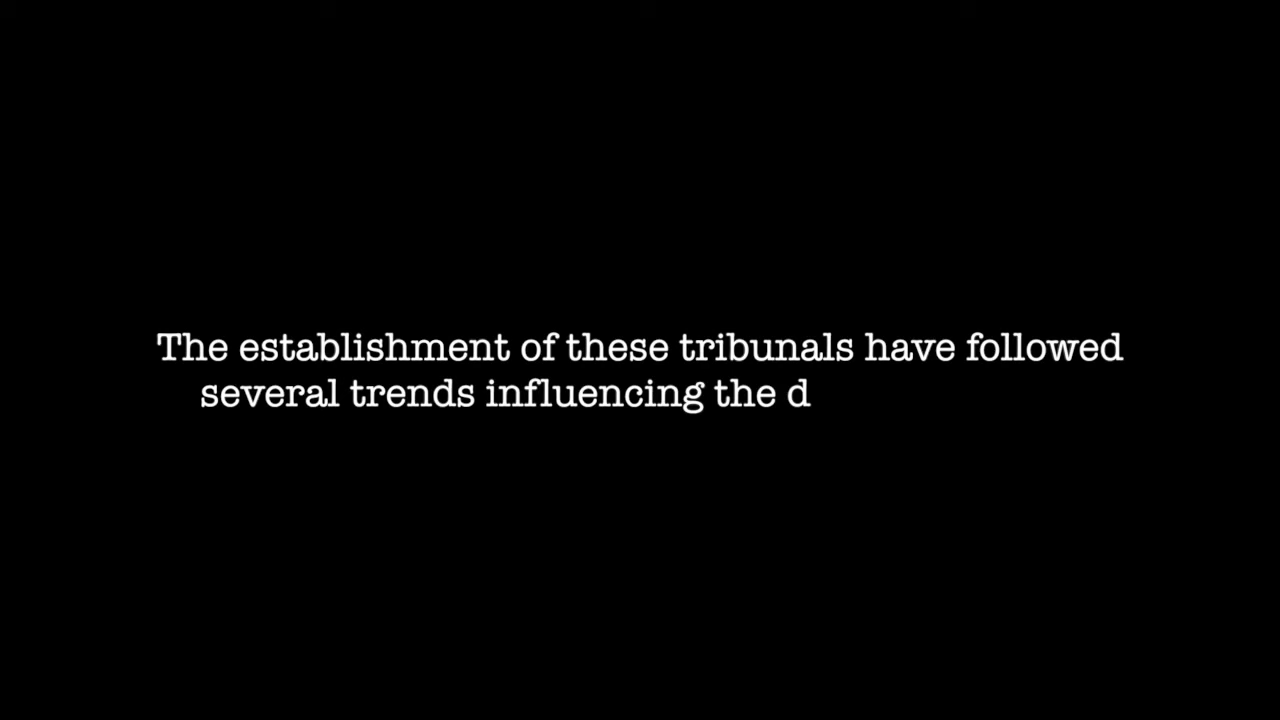 The establishment of these tribunals have followed
several trends influencing the d